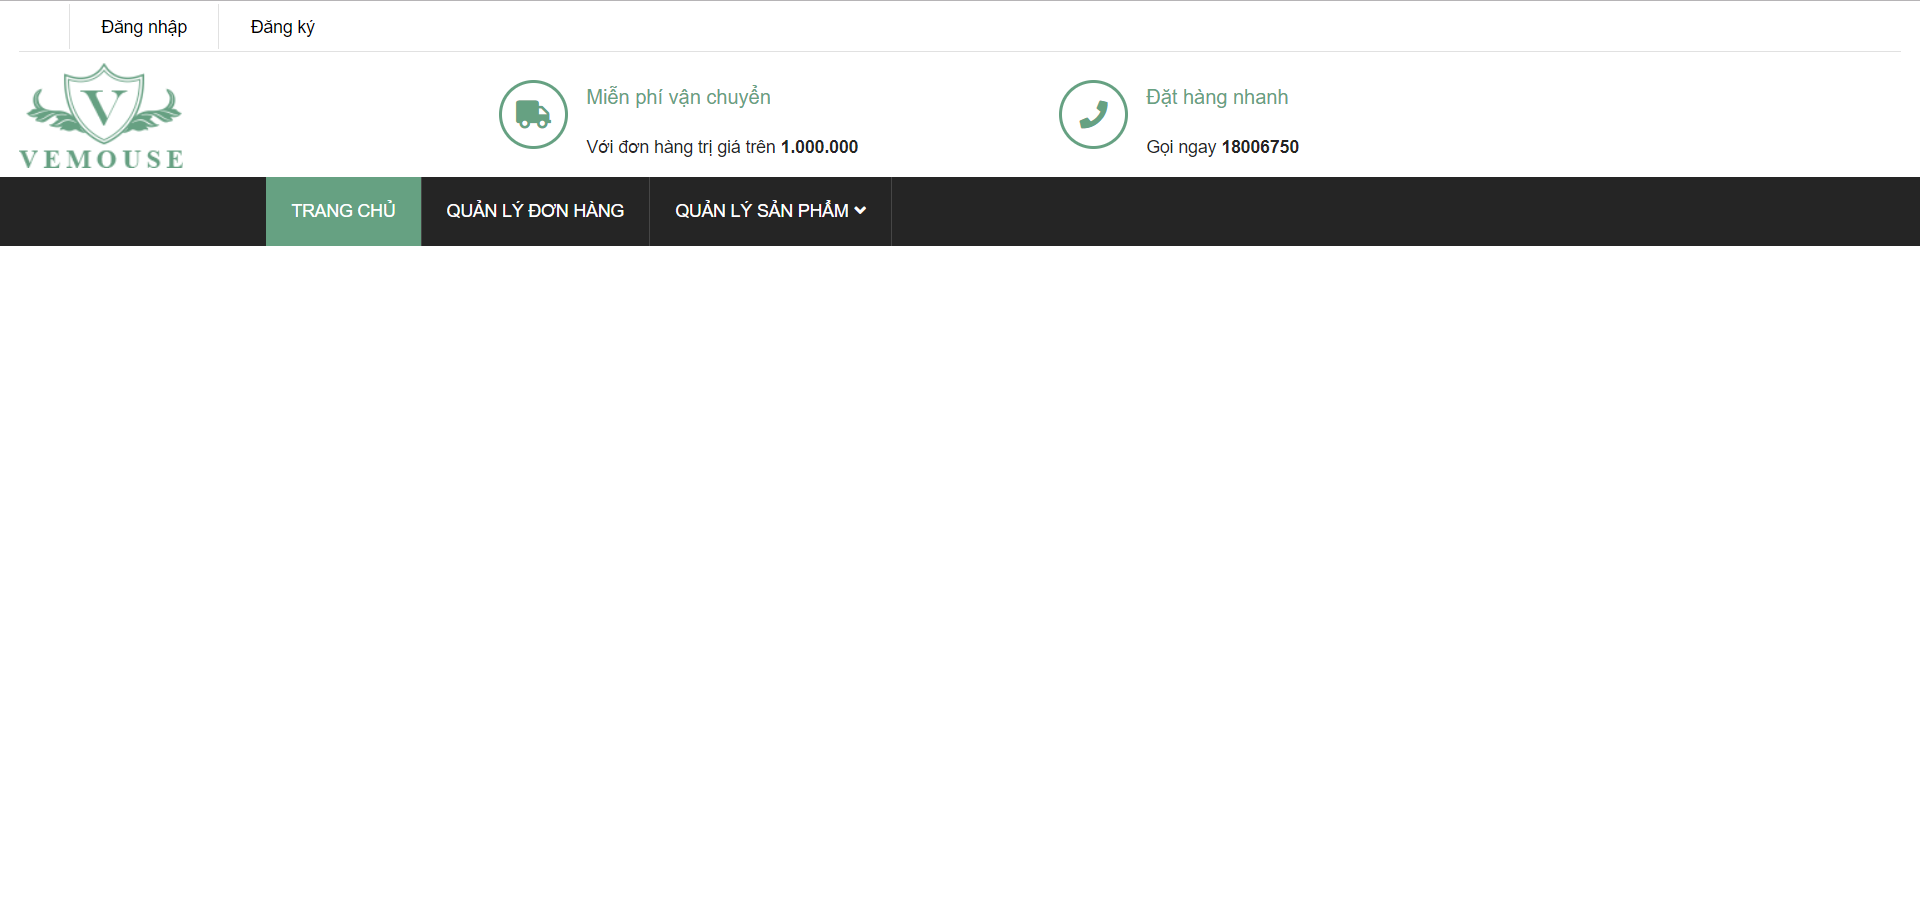 Đăng nhập Đăng ký
V
VEMOUSE
Miễn phí vận chuyển
Với đơn hàng trị giá trên 1.000.000
Đặt hàng nhanh
Gọi ngay 18006750
TRANG CHỦ QUẢN LÝ ĐƠN HÀNG QUẢN LÝ SẢN PHẨM